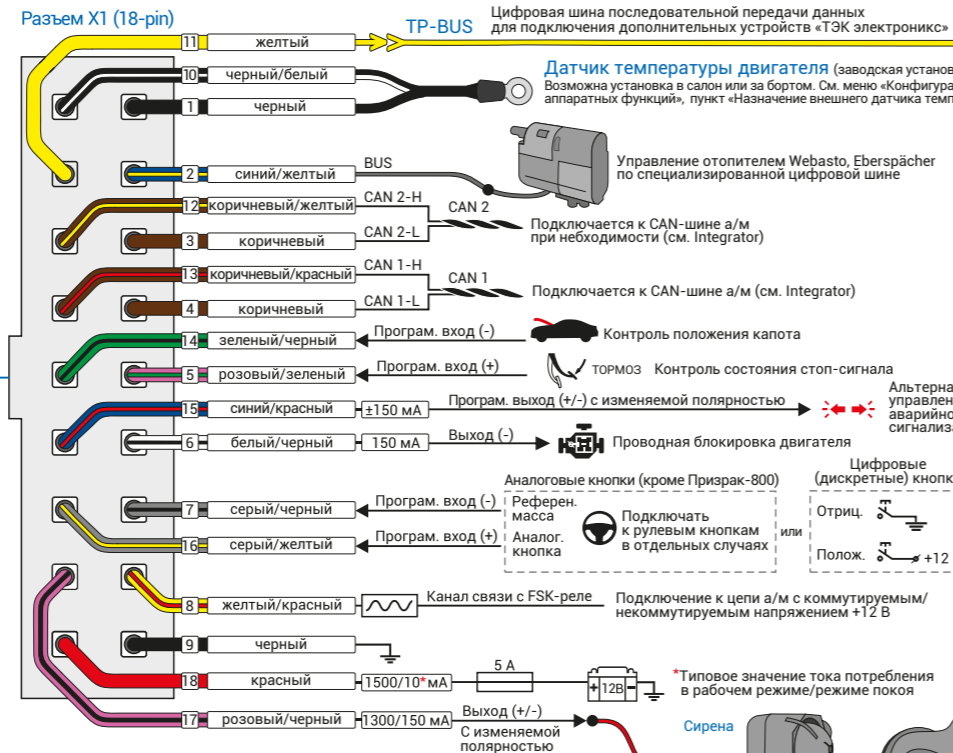 Разъем X1 (18-pin)
TP-BUS
Цифровая шина последовательной передачи данных
для подключения дополнительных устройств «ТЭК электроникс»
11 желтый
10 черный/белый
1 черный
Датчик температуры двигателя (заводская
Возможна установка в салон или за бортом. См. меню
аппаратных функций», пункт «Назначение внешнего датчика
2 синий/желтый BUS
Управление отопителем Webasto, Eberspächer
по специализированной цифровой шине
12 коричневый/желтый CAN 2-H
CAN 2
3 коричневый CAN 2-L
Подключается к CAN-шине а/м
при небходимости (см. Integrator)
13 коричневый/красный CAN 1-H
CAN 1
4 коричневый CAN 1-L
Подключается к CAN-шине а/м (см. Integrator)
14 зеленый/черный Програм. вход (-)
Контроль положения капота
5 розовый/зеленый Програм. вход (+)
ТОРМОЗ Контроль состояния стоп-сигнала
15 синий/красный ±150 мА Програм. выход (+/-) с изменяемой полярностью
6 белый/черный 150 мА Выход (-)
Проводная блокировка двигателя
Аналоговые кнопки (кроме Призрак-800)
7 серый/черный Програм. вход (-)
Референ.
масса
16 серый/желтый Програм. вход (+)
Аналог.
кнопка
Подключать
к рулевым кнопкам
в отдельных случаях
или
Цифровые
(дискретные)
Отриц.
Полож. +12
8 желтый/красный Канал связи с FSK-реле
Подключение к цепи а/м с коммутируемым/
некоммутируемым напряжением +12 В
9 черный
18 красный 1500/10*мА 5 А + 12В -
*Типовое значение тока потребления
в рабочем режиме/режиме покоя
17 розовый/черный 1300/150 мА Выход (+/-)
С изменяемой
полярностью
Сирена